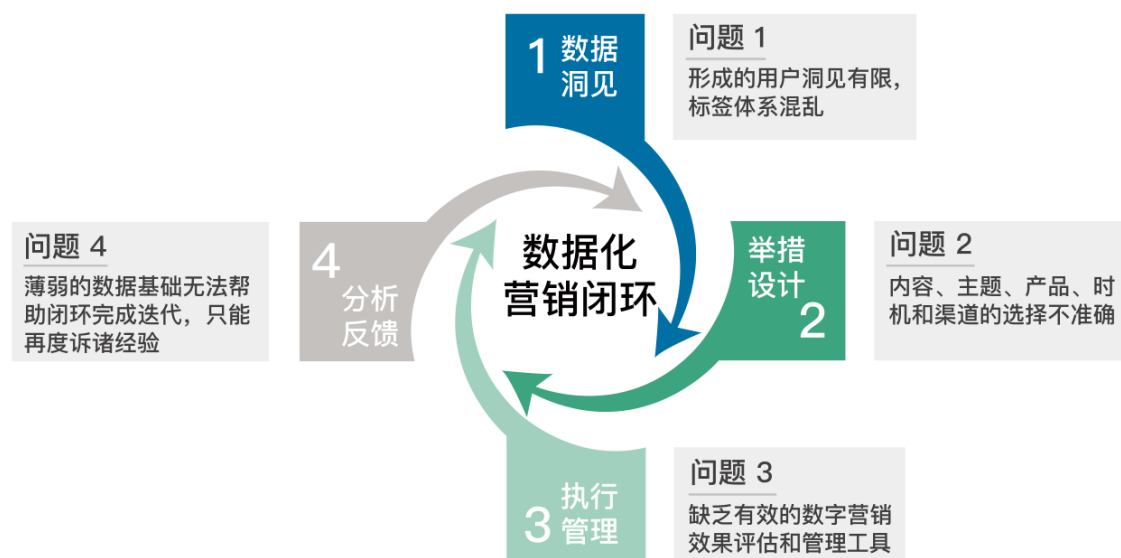 1 数据
洞见
问题 1
形成的用户洞见有限，
标签体系混乱
数据化
营销闭环
举措
设计 2
问题 2
内容、主题、产品、时
机和渠道的选择不准确
3 执行
管理
问题 3
缺乏有效的数字营销
效果评估和管理工具
4 分析
反馈
问题 4
薄弱的数据基础无法帮
助闭环完成迭代，只能
再度诉诸经验